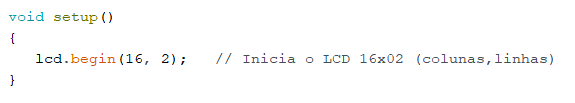 void setup()
{
   lcd.begin(16, 2);   // Inicia o LCD 16x02 (colunas,linhas)
}